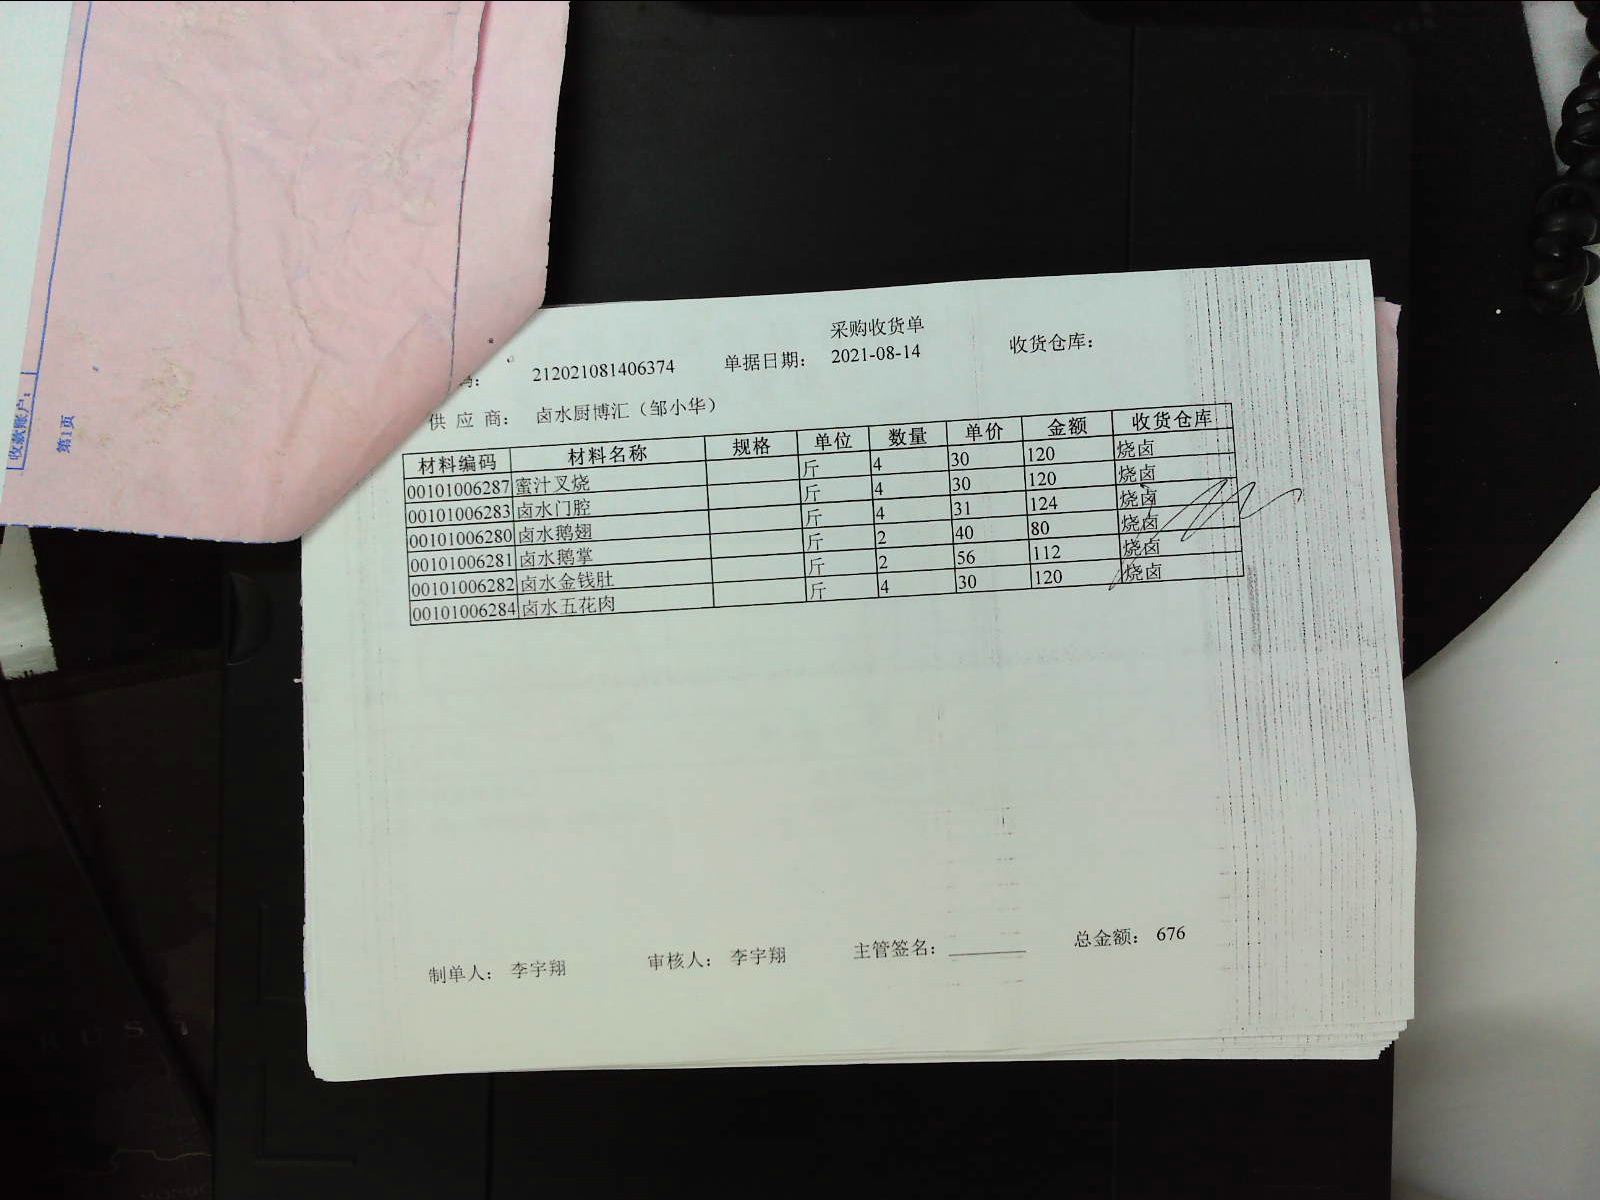 采购收货单
码： 212021081406374 单据日期： 2021-08-14 收货仓库：
供 应 商： 卤水厨博汇（邹小华）
材料编码 材料名称 规格 单位 数量 单价 金额 收货仓库
00101006287 蜜汁叉烧 斤 4 30 120 烧卤
00101006283 卤水门腔 斤 4 30 120 烧卤
00101006280 卤水鹅翅 斤 4 31 124 烧卤
00101006281 卤水鹅掌 斤 2 40 80 烧卤
00101006282 卤水金钱肚 斤 2 56 112 烧卤
00101006284 卤水五花肉 斤 4 30 120 烧卤
制单人： 李宇翔 审核人： 李宇翔 主管签名： 总金额： 676
收款账户：
第1页